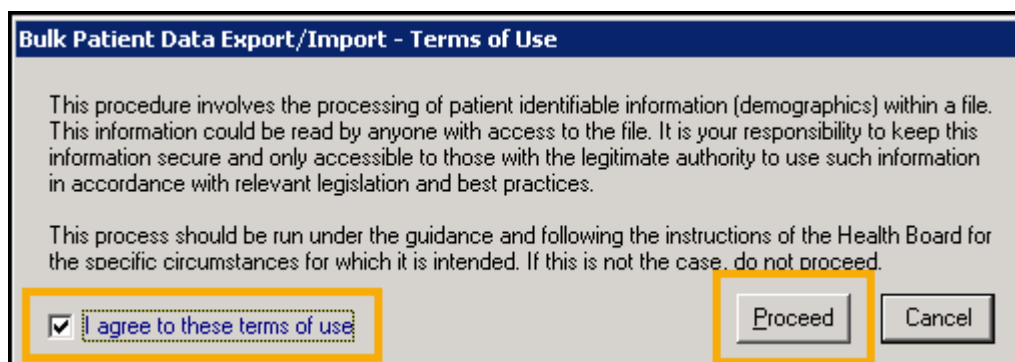 Bulk Patient Data Export/Import - Terms of Use
This procedure involves the processing of patient identifiable information (demographics) within a file.
This information could be read by anyone with access to the file. It is your responsibility to keep this
information secure and only accessible to those with the legitimate authority to use such information
in accordance with relevant legislation and best practices.
This process should be run under the guidance and following the instructions of the Health Board for
the specific circumstances for which it is intended. If this is not the case, do not proceed.
I agree to these terms of use
Proceed
Cancel